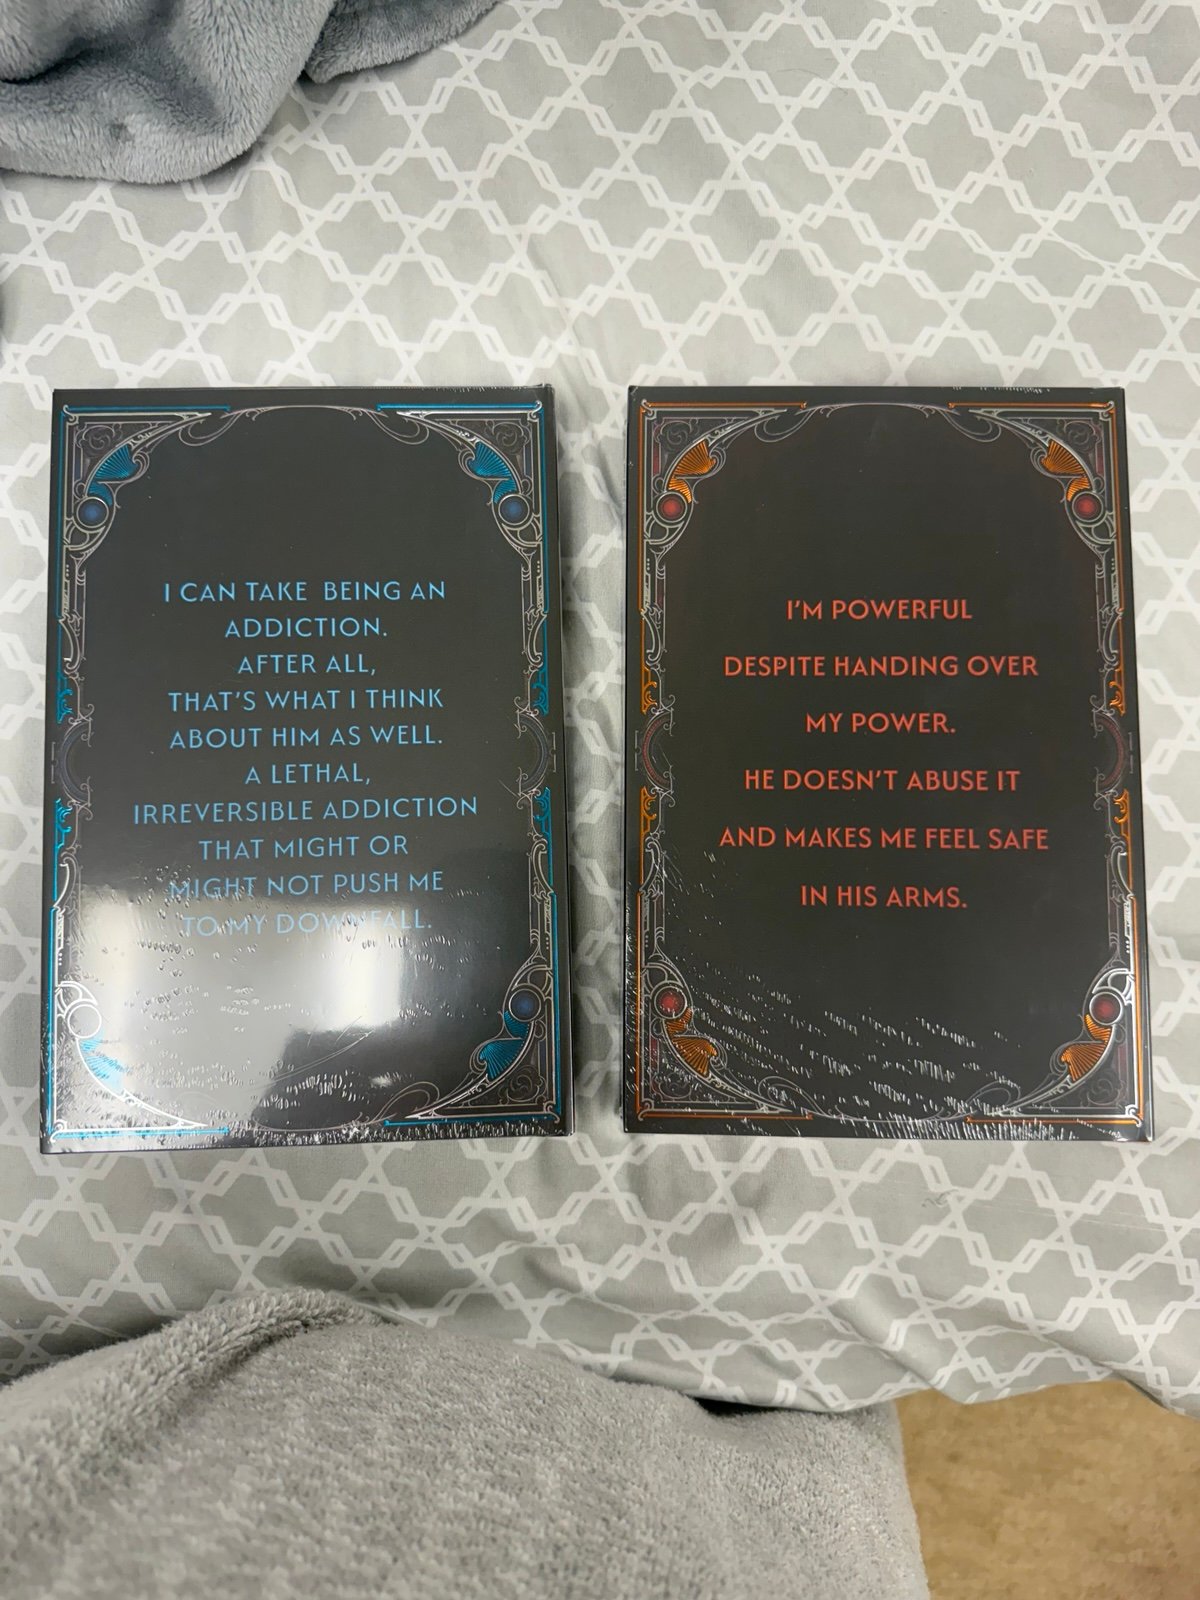 I CAN TAKE BEING AN
ADDICTION.
AFTER ALL,
THAT'S WHAT I THINK
ABOUT HIM AS WELL.
A LETHAL,
IRREVERSIBLE ADDICTION
THAT MIGHT OR
MIGHT NOT PUSH ME
TO MY DOWNFALL.
I'M POWERFUL
DESPITE HANDING OVER
MY POWER.
HE DOESN'T ABUSE IT
AND MAKES ME FEEL SAFE
IN HIS ARMS.